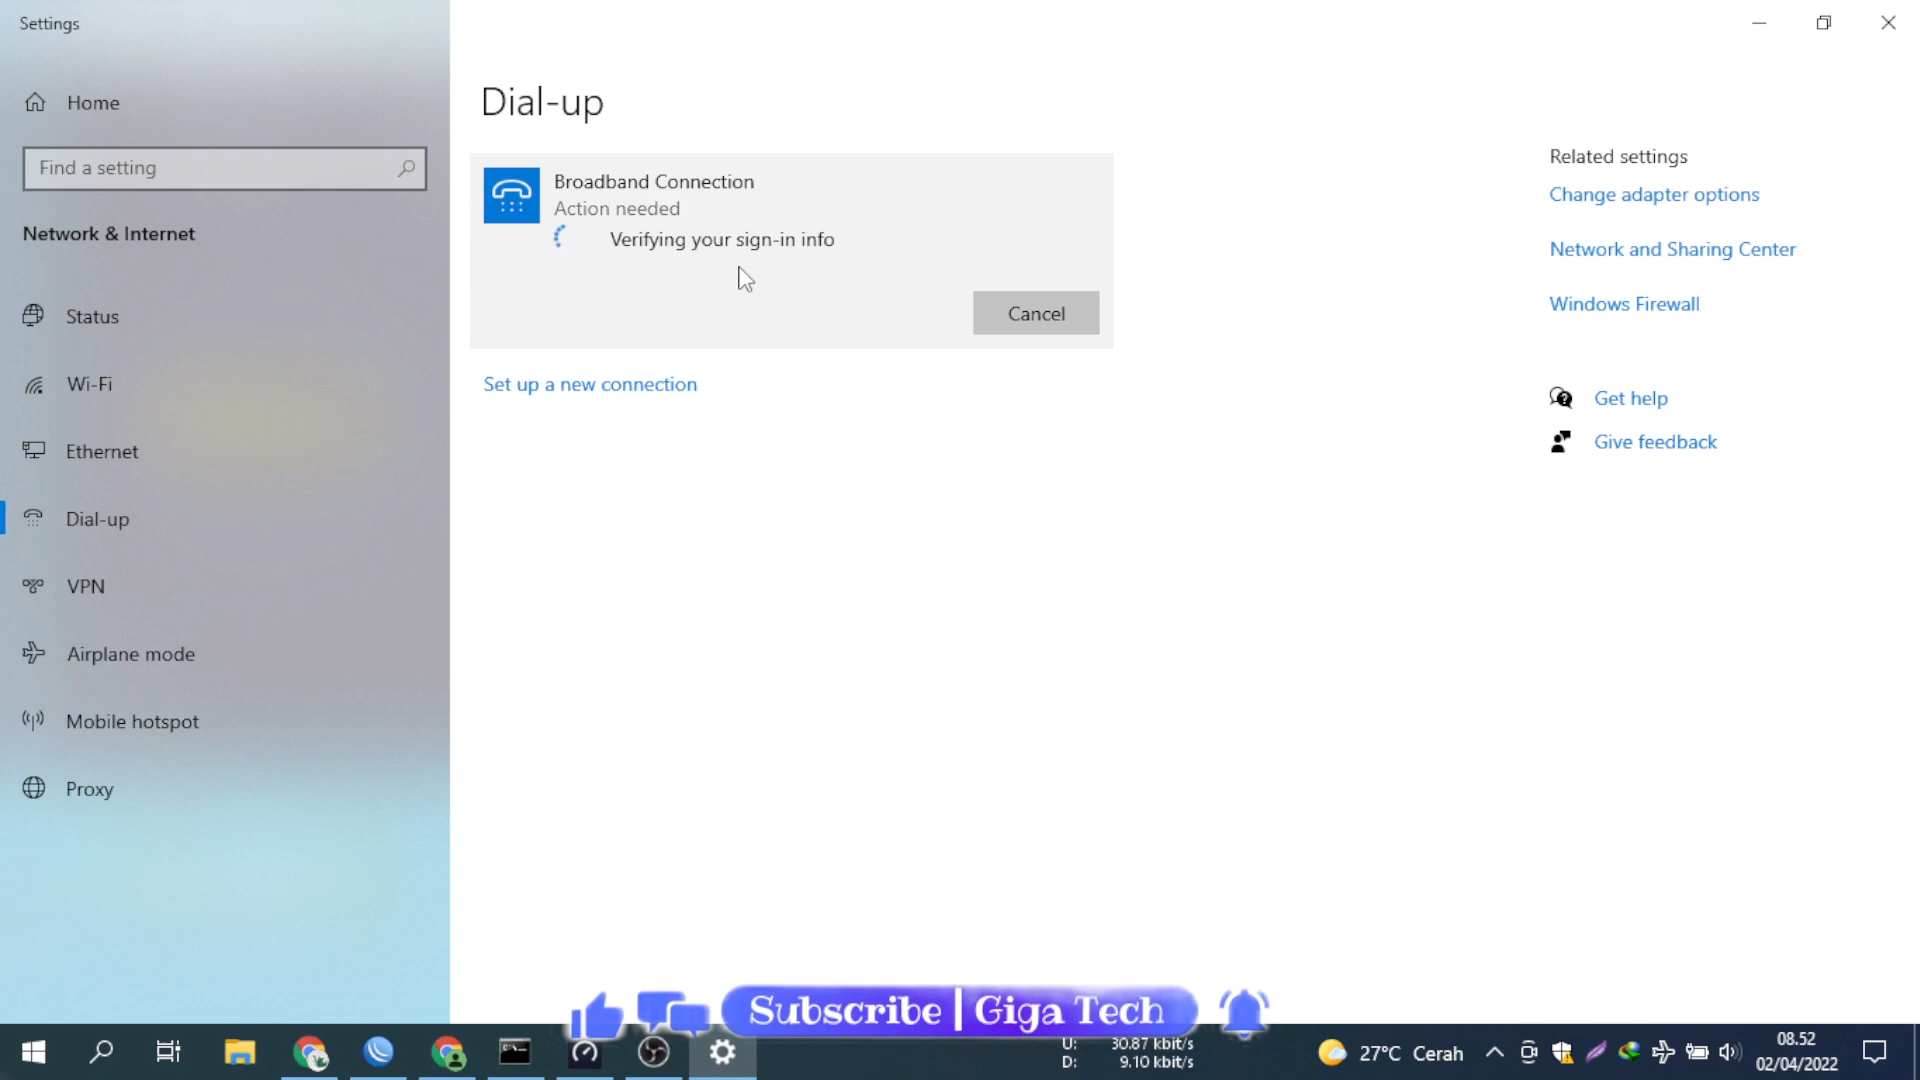 Settings
Home
Find a setting
Network & Internet
Status
Wi-Fi
Ethernet
Dial-up
VPN
Airplane mode
Mobile hotspot
Proxy
Dial-up
Broadband Connection
Action needed
Verifying your sign-in info
Cancel
Set up a new connection
Related settings
Change adapter options
Network and Sharing Center
Windows Firewall
Get help
Give feedback
Subscribe | Giga Tech
U: 30.87 kbit/s
D: 9.10 kbit/s
27°C Cerah
08.52
02/04/2022